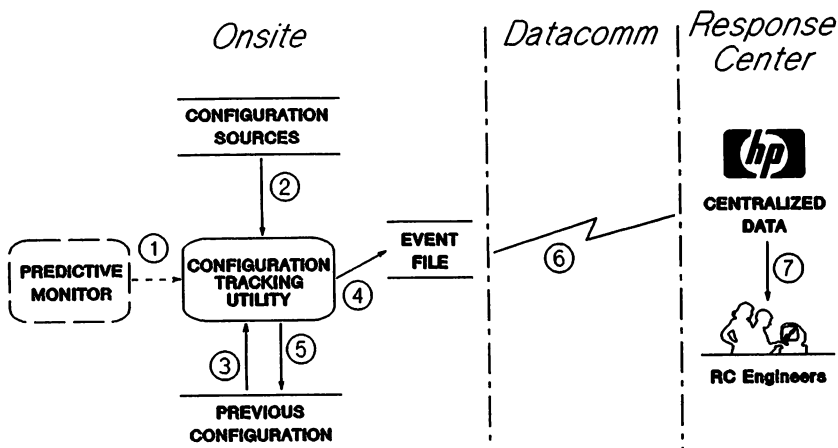 Onsite
Datacomm
Response
Center
CONFIGURATION
SOURCES
2
hp
CENTRALIZED
DATA
1
PREDICTIVE
MONITOR
CONFIGURATION
TRACKING
UTILITY
4
EVENT
FILE
6
7
3
5
RC Engineers
PREVIOUS
CONFIGURATION